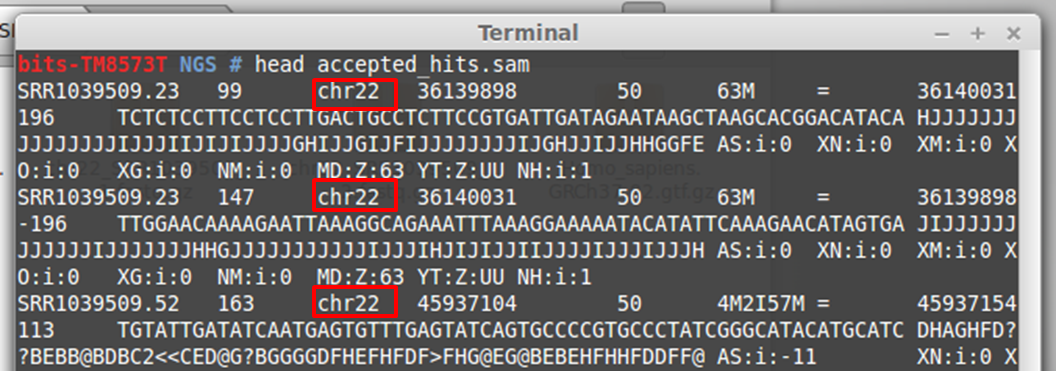 Terminal
bits-TM8573T NGS # head accepted_hits.sam
SRR1039509.23 99 chr22 36139898 50 63M = 36140031
196 TCTCTCCTTCCTCCTTGACTGCCTCTTCCGTGATTGATAGAATAAGCTAAGCACGGACATACA HJJJJJJJ
JJJJJJJJIJJJIIJIJIJJJJGHIJJGIJFIJJJJJJJJIJGHJJIJJHHGGFE AS:i:0 XN:i:0 XM:i:0 X
O:i:0 XG:i:0 NM:i:0 MD:Z:63 YT:Z:UU NH:i:1
SRR1039509.23 147 chr22 36140031 50 63M = 36139898
-196 TTGGAACAAAAGAATTAAAGGCAGAAATTTAAAGGAAAAATACATATTCAAAGAACATAGTGA JIJJJJJJ
JJJJJJIJJJJJJJHHGJJJJJJJJJJIJJJJIHJIJIJJIIJJJJIJJJIJJJH AS:i:0 XN:i:0 XM:i:0 X
O:i:0 XG:i:0 NM:i:0 MD:Z:63 YT:Z:UU NH:i:1
SRR1039509.52 163 chr22 45937104 50 4M2I57M = 45937154
113 TGTATTGATATCAATGAGTGTTTGAGTATCAGTGCCCCGTGCCCTATCGGGCATACATGCATC DHAGHFD?
?BEBB@BDBC2<<CED@G?BGGGGDFHEFHFDF>FHG@EG@BEBEHFHHFDDFF@ AS:i:-11 XN:i:0 X